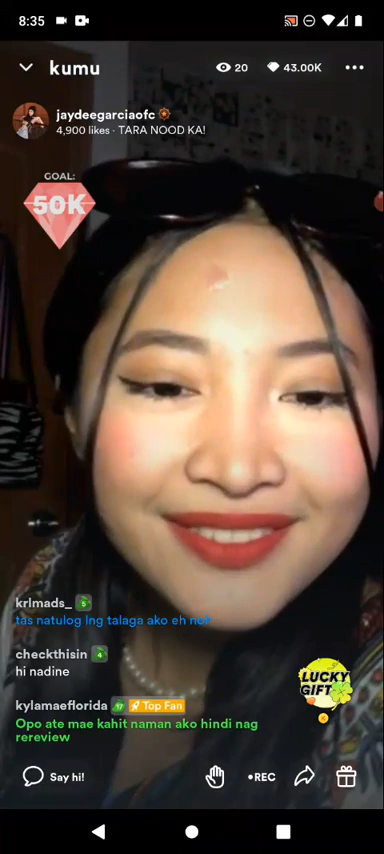 8:35
kumu
20
43.00K
jaydeegarciaofc
4,900 likes · TARA NOOD KA!
GOAL:
50K
krlmads_ 5
tas natulog lng talaga ako eh no?
checkthisin 4
hi nadine
LUCKY
GIFT
kylamaeflorida 17 Top Fan
Opo ate mae kahit naman ako hindi nag
rereview
Say hi!
•REC